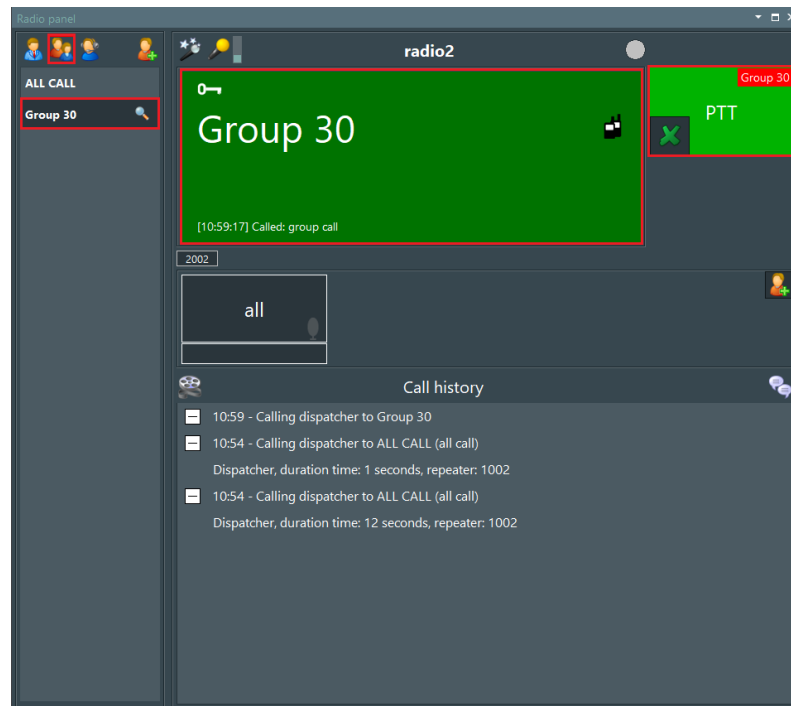 Radio panel
ALL CALL
Group 30
radio2
Group 30
[10:59:17] Called: group call
Group 30
PTT
2002
all
Call history
10:59 - Calling dispatcher to Group 30
10:54 - Calling dispatcher to ALL CALL (all call)
Dispatcher, duration time: 1 seconds, repeater: 1002
10:54 - Calling dispatcher to ALL CALL (all call)
Dispatcher, duration time: 12 seconds, repeater: 1002